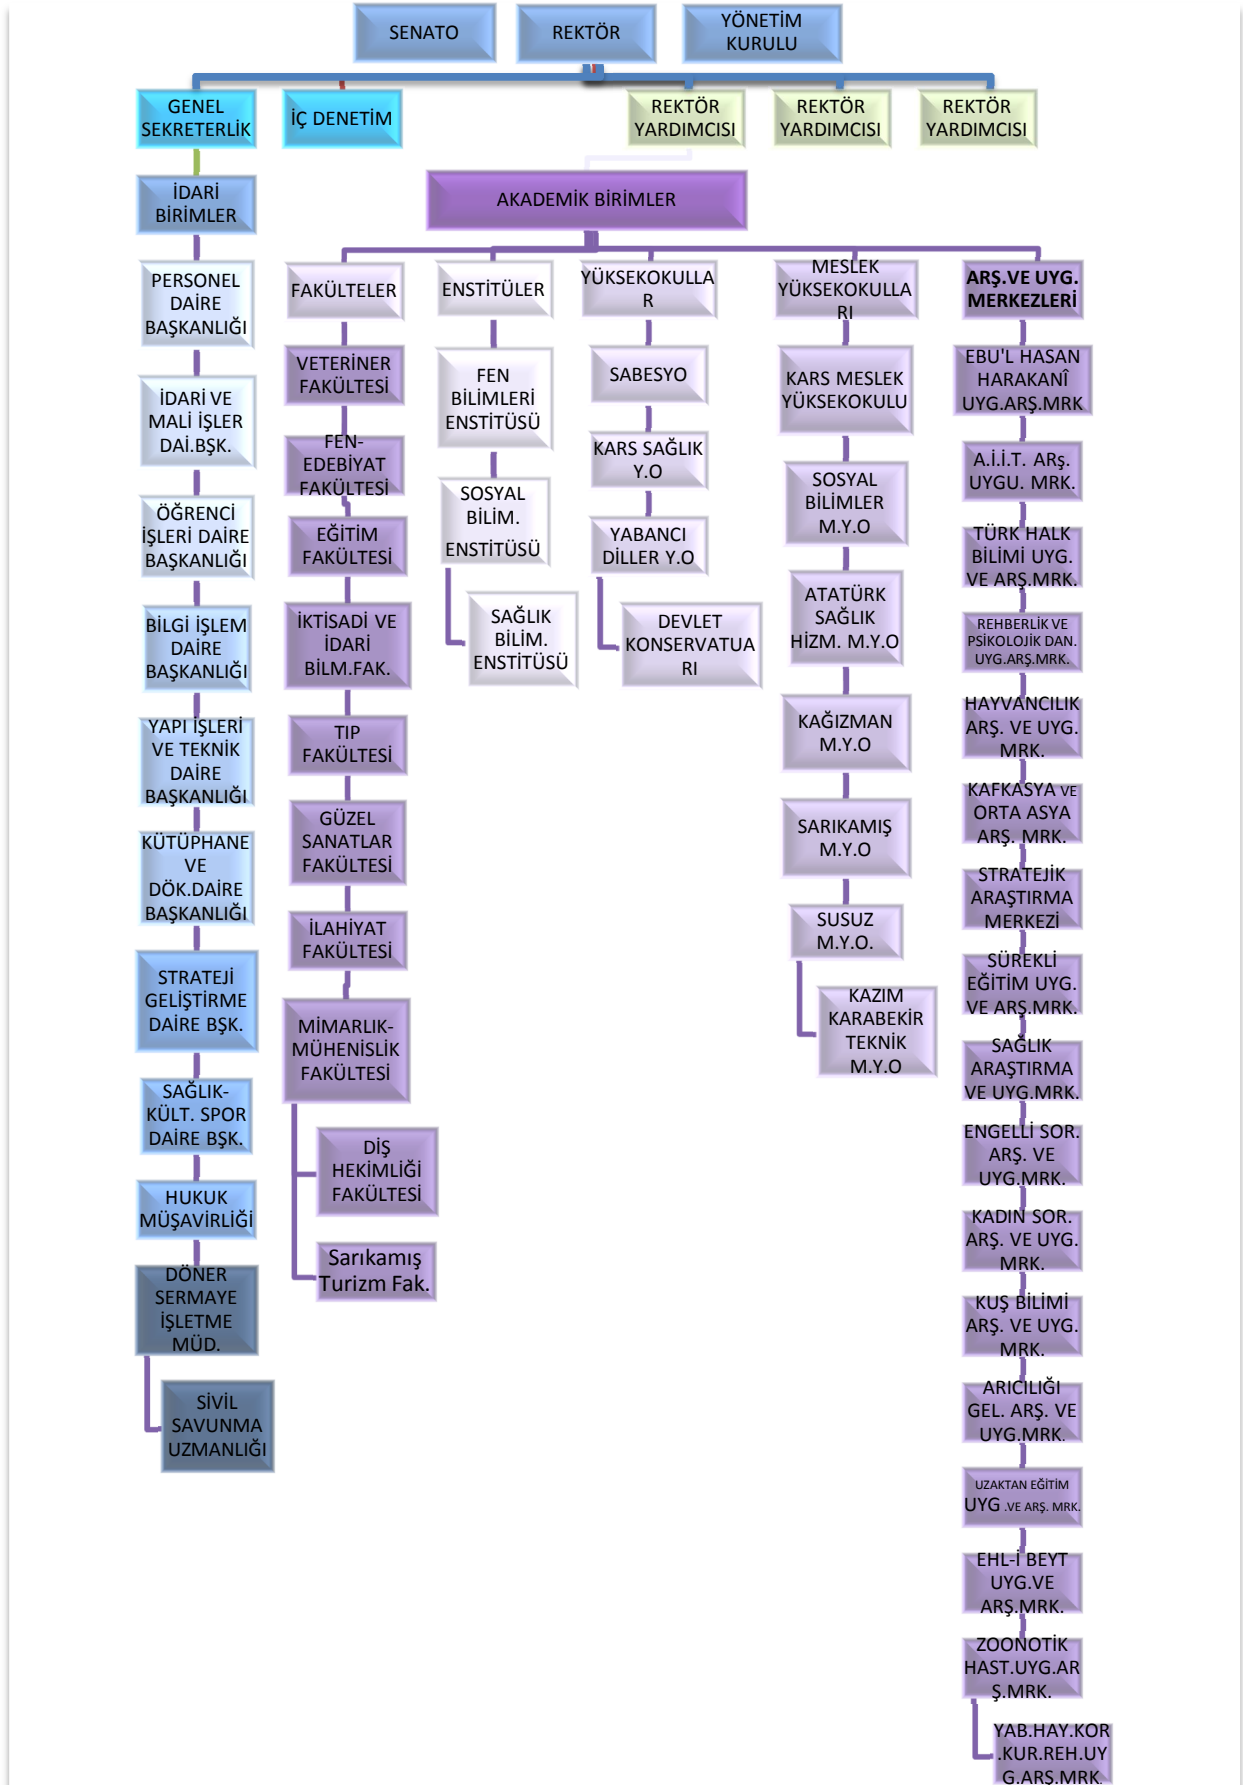 SENATO
REKTÖR
YÖNETİM
KURULU
GENEL
SEKRETERLİK
İÇ DENETİM
REKTÖR
YARDIMCISI
REKTÖR
YARDIMCISI
REKTÖR
YARDIMCISI
İDARİ
BİRİMLER
AKADEMİK BİRİMLER
PERSONEL
DAİRE
BAŞKANLIĞI
İDARİ VE
MALİ İŞLER
DAİ.BŞK.
ÖĞRENCİ
İŞLERİ DAİRE
BAŞKANLIĞI
BİLGİ İŞLEM
DAİRE
BAŞKANLIĞI
YAPI İŞLERİ
VE TEKNİK
DAİRE
BAŞKANLIĞI
KÜTÜPHANE
VE
DÖK.DAİRE
BAŞKANLIĞI
STRATEJİ
GELİŞTİRME
DAİRE BŞK.
SAĞLIK-
KÜLT. SPOR
DAİRE BŞK.
HUKUK
MÜŞAVİRLİĞİ
DÖNER
SERMAYE
İŞLETME
MÜD.
SİVİL
SAVUNMA
UZMANLIĞI
FAKÜLTELER
VETERİNER
FAKÜLTESİ
FEN-
EDEBİYAT
FAKÜLTESİ
EĞİTİM
FAKÜLTESİ
İKTİSADİ VE
İDARİ
BİLM.FAK.
TIP
FAKÜLTESİ
GÜZEL
SANATLAR
FAKÜLTESİ
İLAHİYAT
FAKÜLTESİ
MİMARLIK-
MÜHENİSLİK
FAKÜLTESİ
DİŞ
HEKİMLİĞİ
FAKÜLTESİ
Sarıkamış
Turizm Fak.
ENSTİTÜLER
FEN
BİLİMLERİ
ENSTİTÜSÜ
SOSYAL
BİLİM.
ENSTİTÜSÜ
SAĞLIK
BİLİM.
ENSTİTÜSÜ
YÜKSEKOKULLA
R
SABESYO
KARS SAĞLIK
Y.O
YABANCI
DİLLER Y.O
DEVLET
KONSERVATUA
RI
MESLEK
YÜKSEKOKULLA
RI
KARS MESLEK
YÜKSEKOKULU
SOSYAL
BİLİMLER
M.Y.O
ATATÜRK
SAĞLIK
HİZM. M.Y.O
KAĞIZMAN
M.Y.O
SARIKAMIŞ
M.Y.O
SUSUZ
M.Y.O.
KAZIM
KARABEKİR
TEKNİK
M.Y.O
ARŞ.VE UYG.
MERKEZLERİ
EBU'L HASAN
HARAKANÎ
UYG.ARŞ.MRK
A.İ.İ.T. ARş.
UYGU. MRK.
TÜRK HALK
BİLİMİ UYG.
VE ARŞ.MRK.
REHBERLİK VE
PSİKOLOJİK DAN.
UYG.ARŞ.MRK.
HAYVANCILIK
ARŞ. VE UYG.
MRK.
KAFKASYA VE
ORTA ASYA
ARŞ. MRK.
STRATEJİK
ARAŞTIRMA
MERKEZİ
SÜREKLİ
EĞİTİM UYG.
VE ARŞ.MRK.
SAĞLIK
ARAŞTIRMA
VE UYG.MRK.
ENGELLİ SOR.
ARŞ. VE
UYG.MRK.
KADIN SOR.
ARŞ. VE UYG.
MRK.
KUŞ BİLİMİ
ARŞ. VE UYG.
MRK.
ARICILIĞI
GEL. ARŞ. VE
UYG.MRK.
UZAKTAN EĞİTİM
UYG .VE ARŞ. MRK.
EHL-İ BEYT
UYG.VE
ARŞ.MRK.
ZOONOTİK
HAST.UYG.AR
Ş.MRK.
YAB.HAY.KOR
.KUR.REH.UY
G.ARŞ.MRK